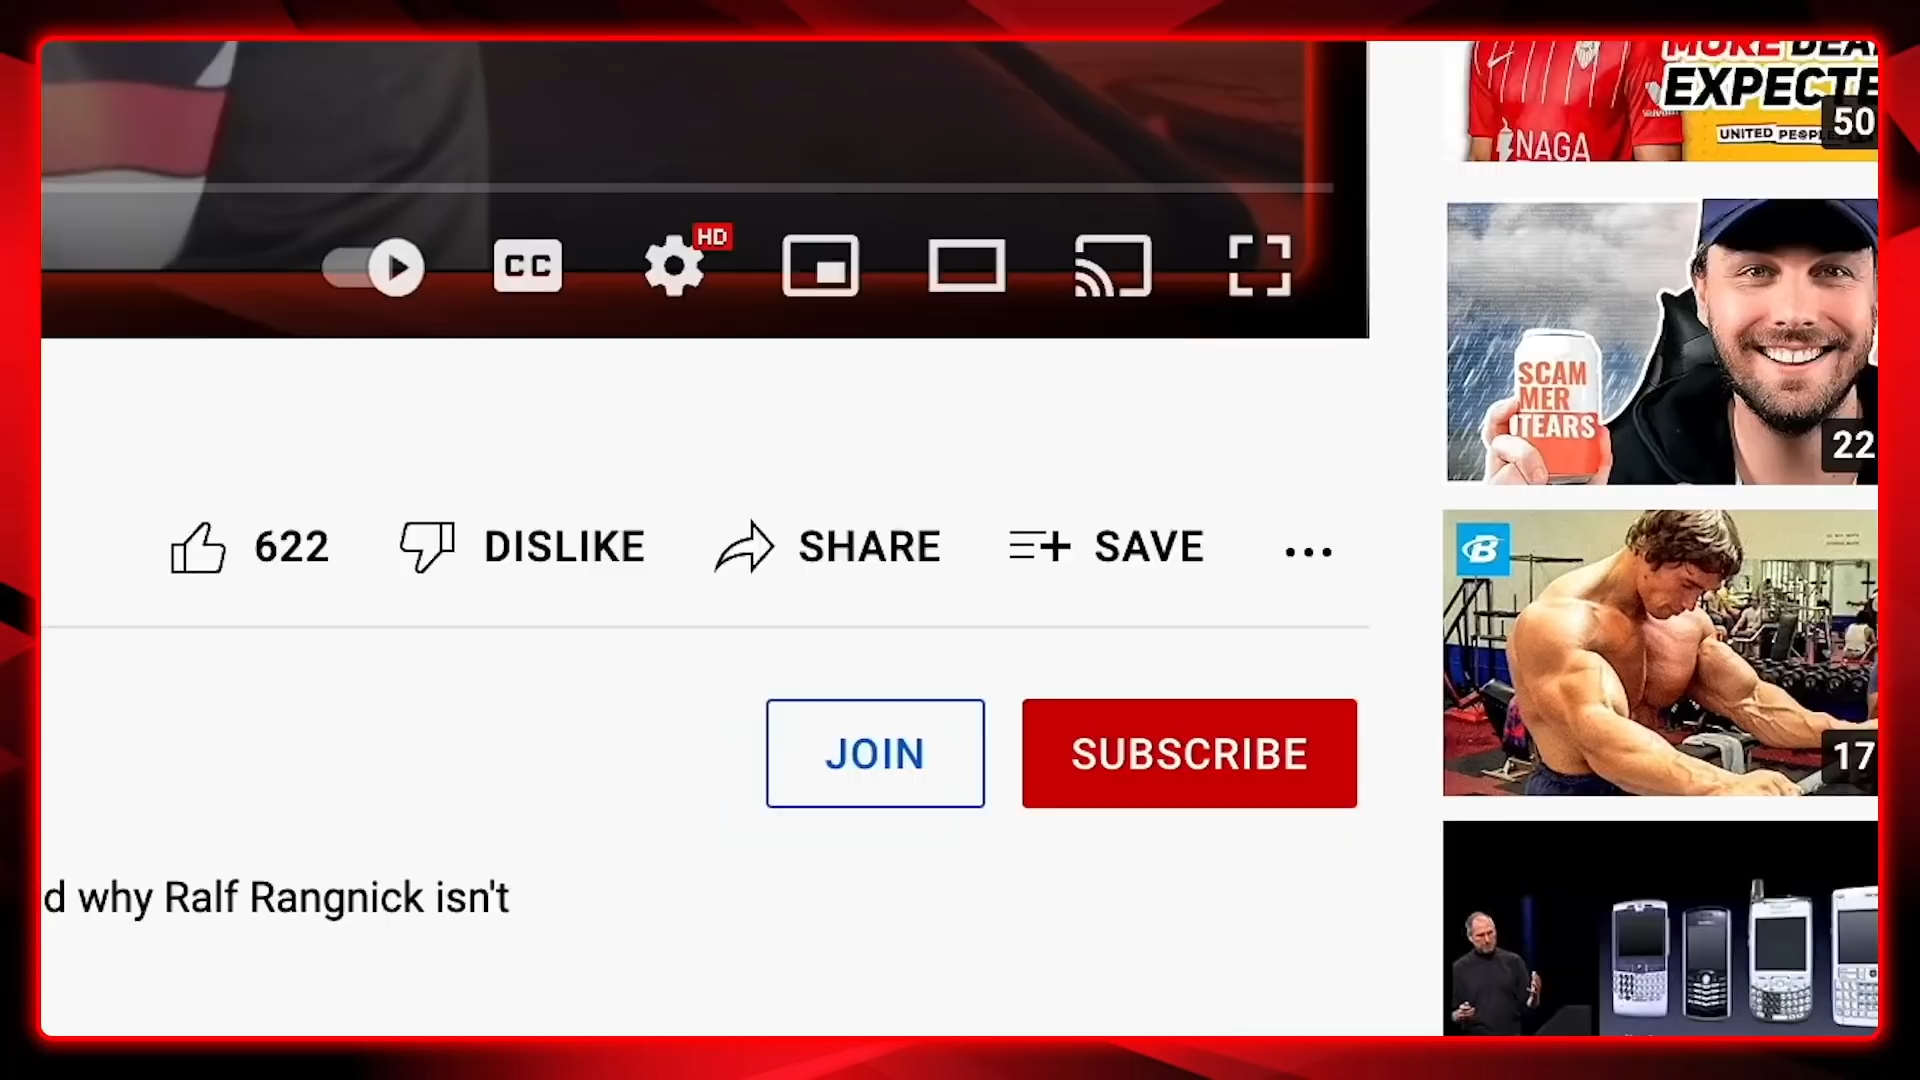 EXPECTE
UNITED PE
50
NAGA
CC
HD
SCAM
MER
TEARS
22
622
DISLIKE
SHARE
SAVE
B
17
JOIN
SUBSCRIBE
d why Ralf Rangnick isn't